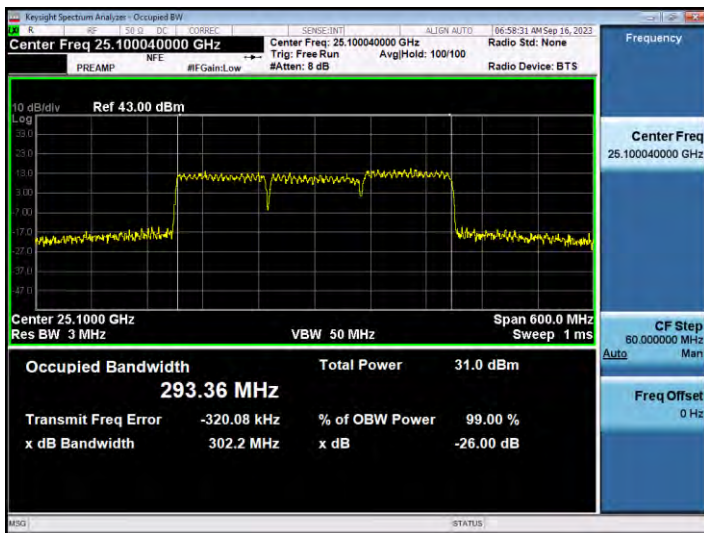 Keysight Spectrum Analyzer - Occupied BW
R RF 50 Ω DC CORREC SENSE:INT ALIGN AUTO 06:58:31 AM Sep 16, 2023
Center Freq 25.100040000 GHz Center Freq: 25.100040000 GHz Radio Std: None Frequency
NFE Trig: Free Run Avg|Hold: 100/100
PREAMP #IFGain:Low #Atten: 8 dB Radio Device: BTS
10 dB/div Ref 43.00 dBm
Log
33.0
23.0
13.0
3.00
-7.00
-17.0
-27.0
-37.0
-47.0
Center Freq
25.100040000 GHz
Center 25.1000 GHz Span 600.0 MHz
Res BW 3 MHz VBW 50 MHz Sweep 1 ms
CF Step
60.000000 MHz
Auto Man
Occupied Bandwidth Total Power 31.0 dBm
293.36 MHz
Transmit Freq Error -320.08 kHz % of OBW Power 99.00 %
x dB Bandwidth 302.2 MHz x dB -26.00 dB
Freq Offset
0 Hz
MSG STATUS